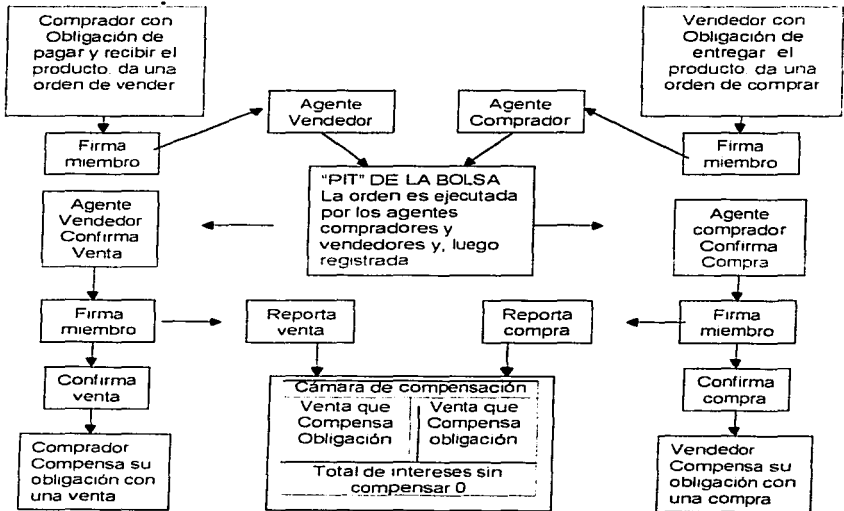 Comprador con
Obligación de
pagar y recibir el
producto, da una
orden de vender
Vendedor con
Obligación de
entregar el
producto, da una
orden de comprar
Agente
Vendedor
Agente
Comprador
Firma
miembro
Firma
miembro
"PIT" DE LA BOLSA
La orden es ejecutada
por los agentes
compradores y
vendedores y, luego
registrada
Agente
Vendedor
Confirma
Venta
Agente
comprador
Confirma
Compra
Firma
miembro
Reporta
venta
Reporta
compra
Firma
miembro
Confirma
venta
Cámara de compensación
Venta que
Compensa
Obligación
Venta que
Compensa
obligación
Total de intereses sin
compensar 0
Confirma
compra
Comprador
Compensa su
obligación con
una venta
Vendedor
Compensa su
obligación con
una compra